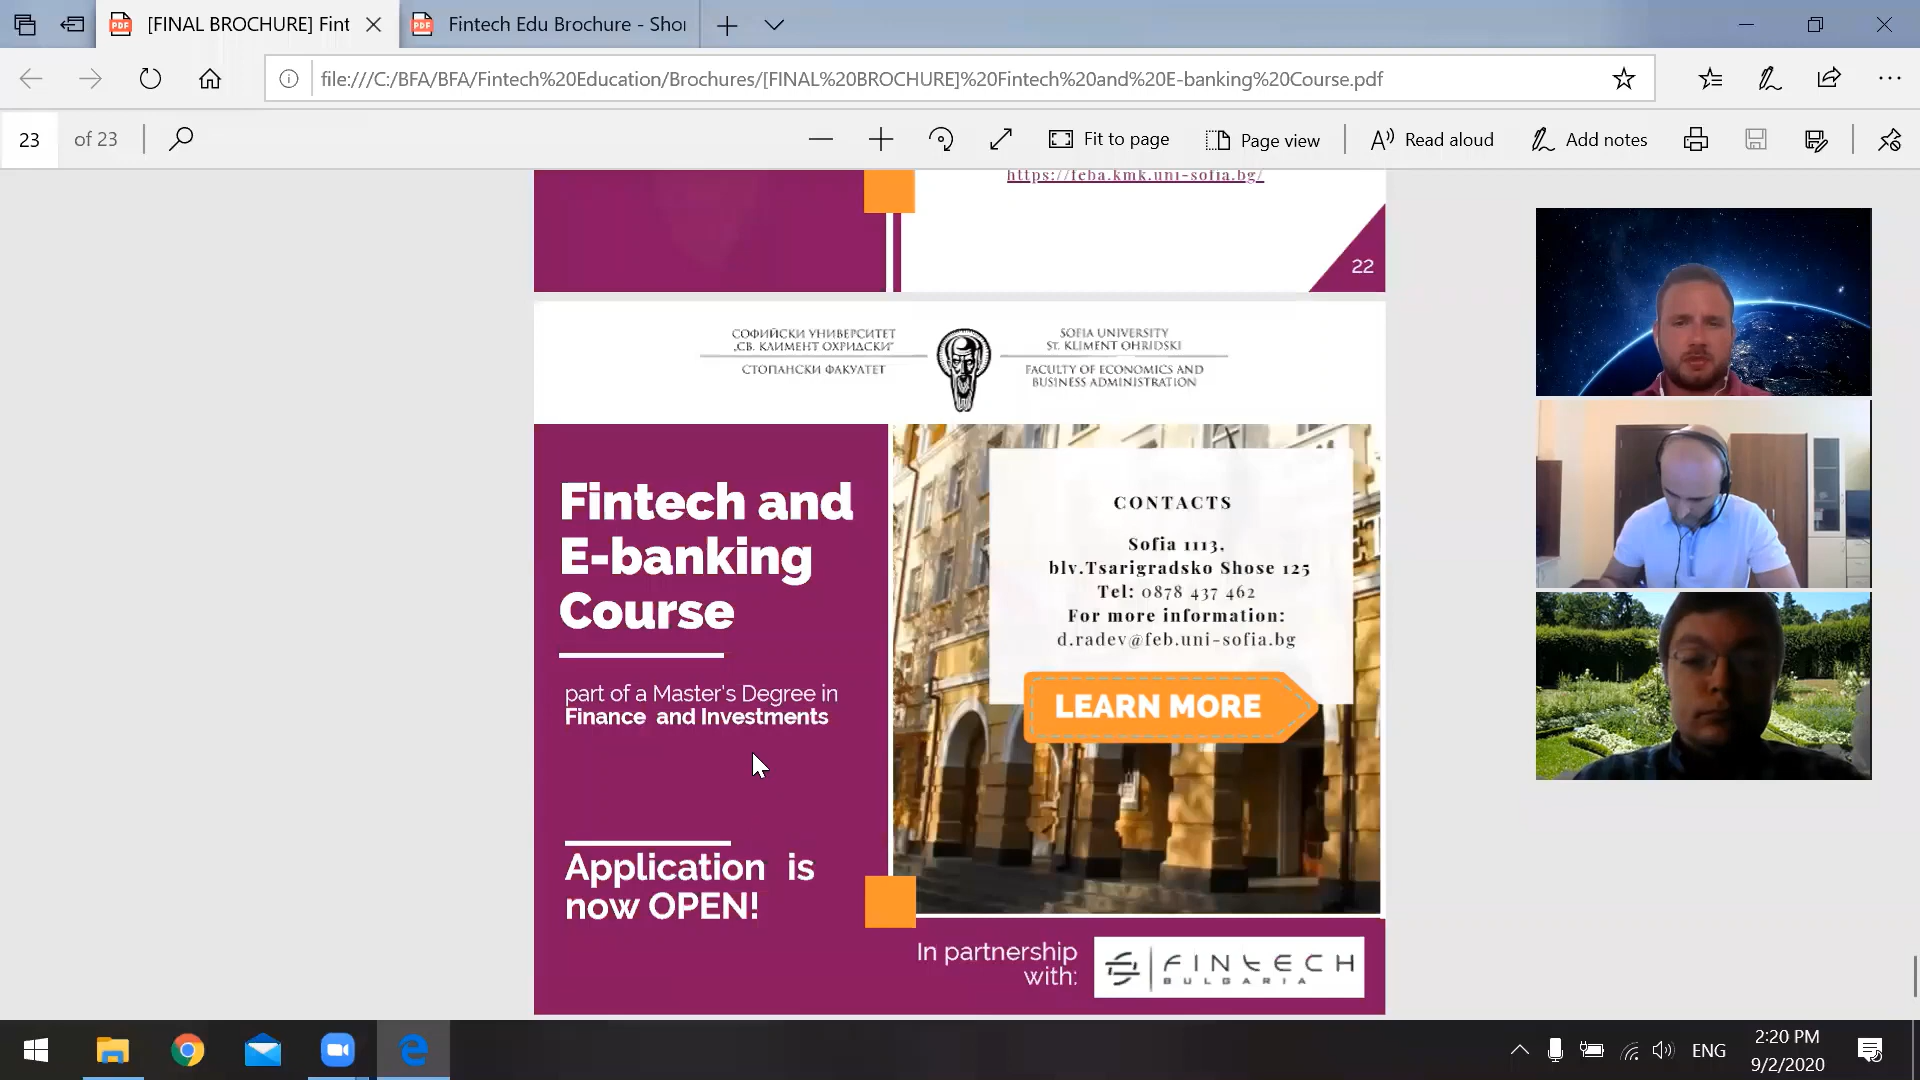 [FINAL BROCHURE] Fint
Fintech Edu Brochure - Sho
file:///C:/BFA/BFA/Fintech%20Education/Brochures/[FINAL%20BROCHURE]%20Fintech%20and%20E-banking%20Course.pdf
23 of 23
Fit to page
Page view
Read aloud
Add notes
https://feba.kmk.uni-sofia.bg/
22
СОФИЙСКИ УНИВЕРСИТЕТ
„СВ. КЛИМЕНТ ОХРИДСКИ“
СТОПАНСКИ ФАКУЛТЕТ
SOFIA UNIVERSITY
ST. KLIMENT OHRIDSKI
FACULTY OF ECONOMICS AND
BUSINESS ADMINISTRATION
Fintech and
E-banking
Course
part of a Master's Degree in
Finance and Investments
Application is
now OPEN!
CONTACTS
Sofia 1113,
blv.Tsarigradsko Shose 125
Tel: 0878 437 462
For more information:
d.radev@feb.uni-sofia.bg
LEARN MORE
In partnership
with:
FINTECH
BULGARIA
ENG
2:20 PM
9/2/2020